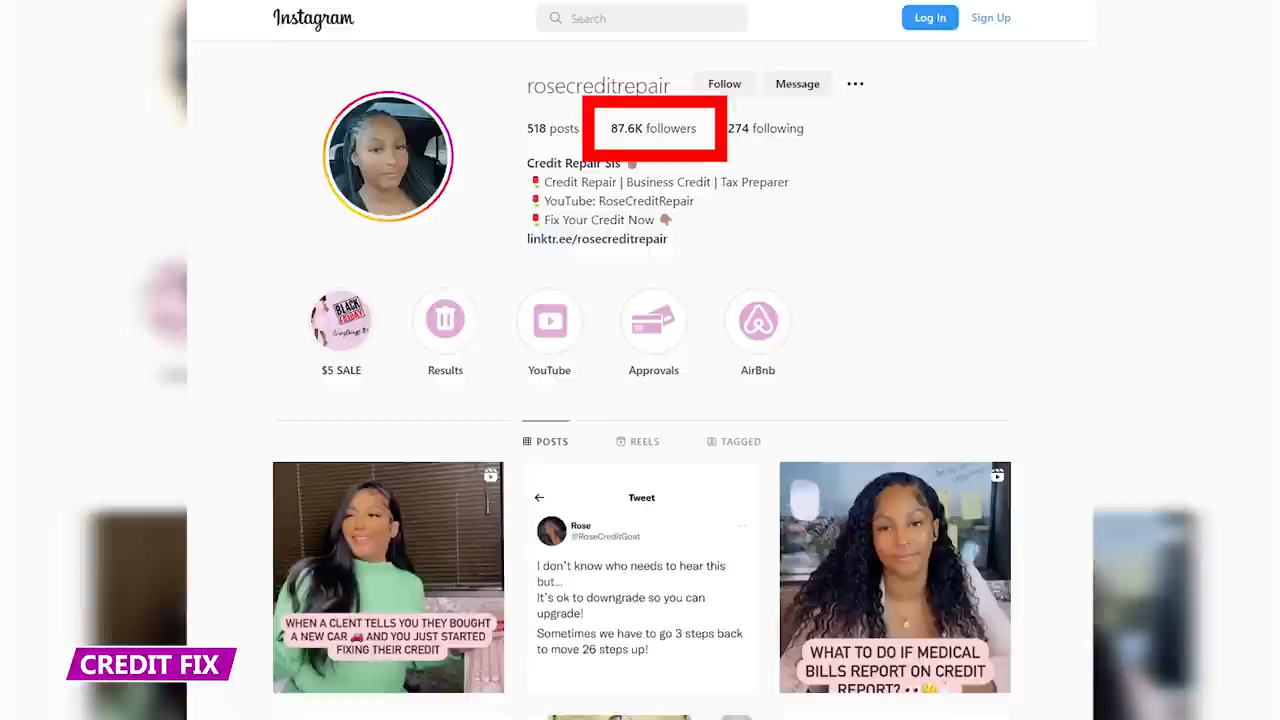 Instagram
Search
Log In
Sign Up
rosecreditrepair
Follow
Message
518 posts
87.6K followers
274 following
Credit Repair Sis
Credit Repair | Business Credit | Tax Preparer
YouTube: RoseCreditRepair
Fix Your Credit Now
linktr.ee/rosecreditrepair
BLACK
FRIDAY
$5 SALE
Results
YouTube
Approvals
AirBnb
POSTS
REELS
TAGGED
WHEN A CLENT TELLS YOU THEY BOUGHT
A NEW CAR 🚗 AND YOU JUST STARTED
FIXING THEIR CREDIT
Tweet
Rose
@RoseCreditGoat
I don't know who needs to hear this
but...
It's ok to downgrade so you can
upgrade!
Sometimes we have to go 3 steps back
to move 26 steps up!
WHAT TO DO IF MEDICAL
BILLS REPORT ON CREDIT
REPORT?
CREDIT FIX